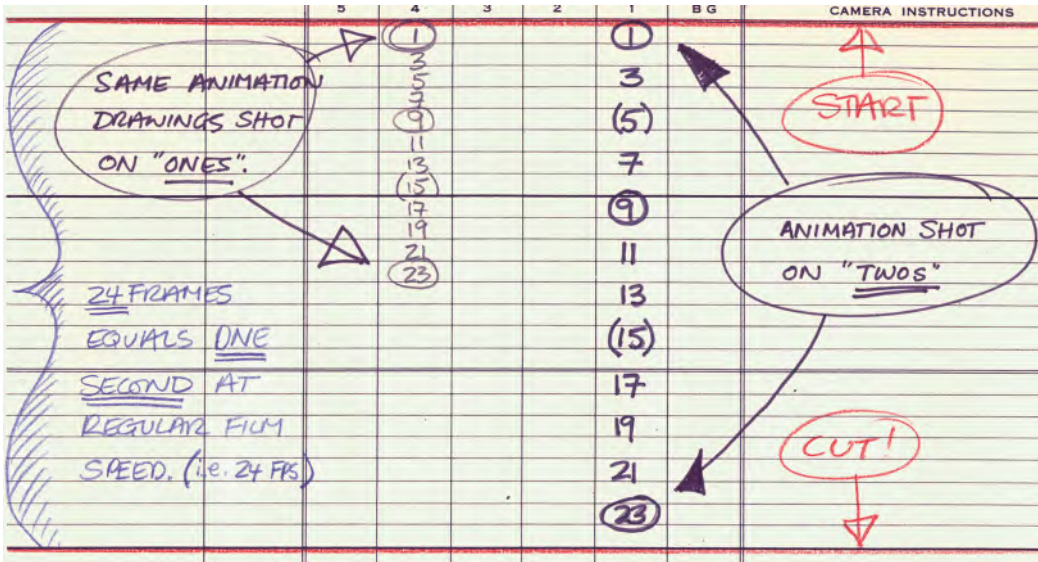 5 4 3 2 1 BG CAMERA INSTRUCTIONS
SAME ANIMATION
DRAWINGS SHOT
ON "ONES".
1
3
5
7
9
11
13
(15)
17
19
21
23
1
3
(5)
7
9
11
13
(15)
17
19
21
23
START
ANIMATION SHOT
ON "TWOS"
24 FRAMES
EQUALS ONE
SECOND AT
REGULAR FILM
SPEED. (i.e. 24 FPS)
CUT!